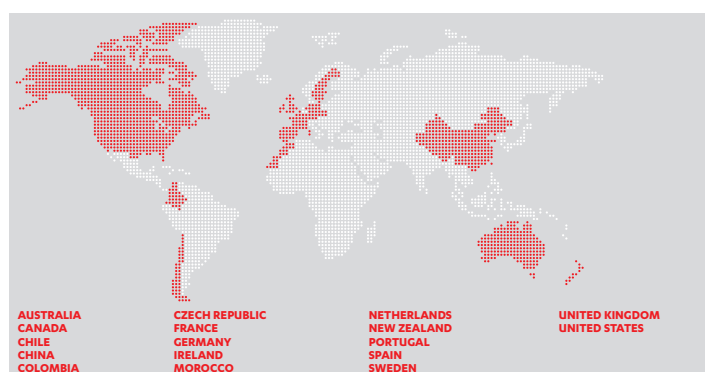 AUSTRALIA
CANADA
CHILE
CHINA
COLOMBIA
CZECH REPUBLIC
FRANCE
GERMANY
IRELAND
MOROCCO
NETHERLANDS
NEW ZEALAND
PORTUGAL
SPAIN
SWEDEN
UNITED KINGDOM
UNITED STATES